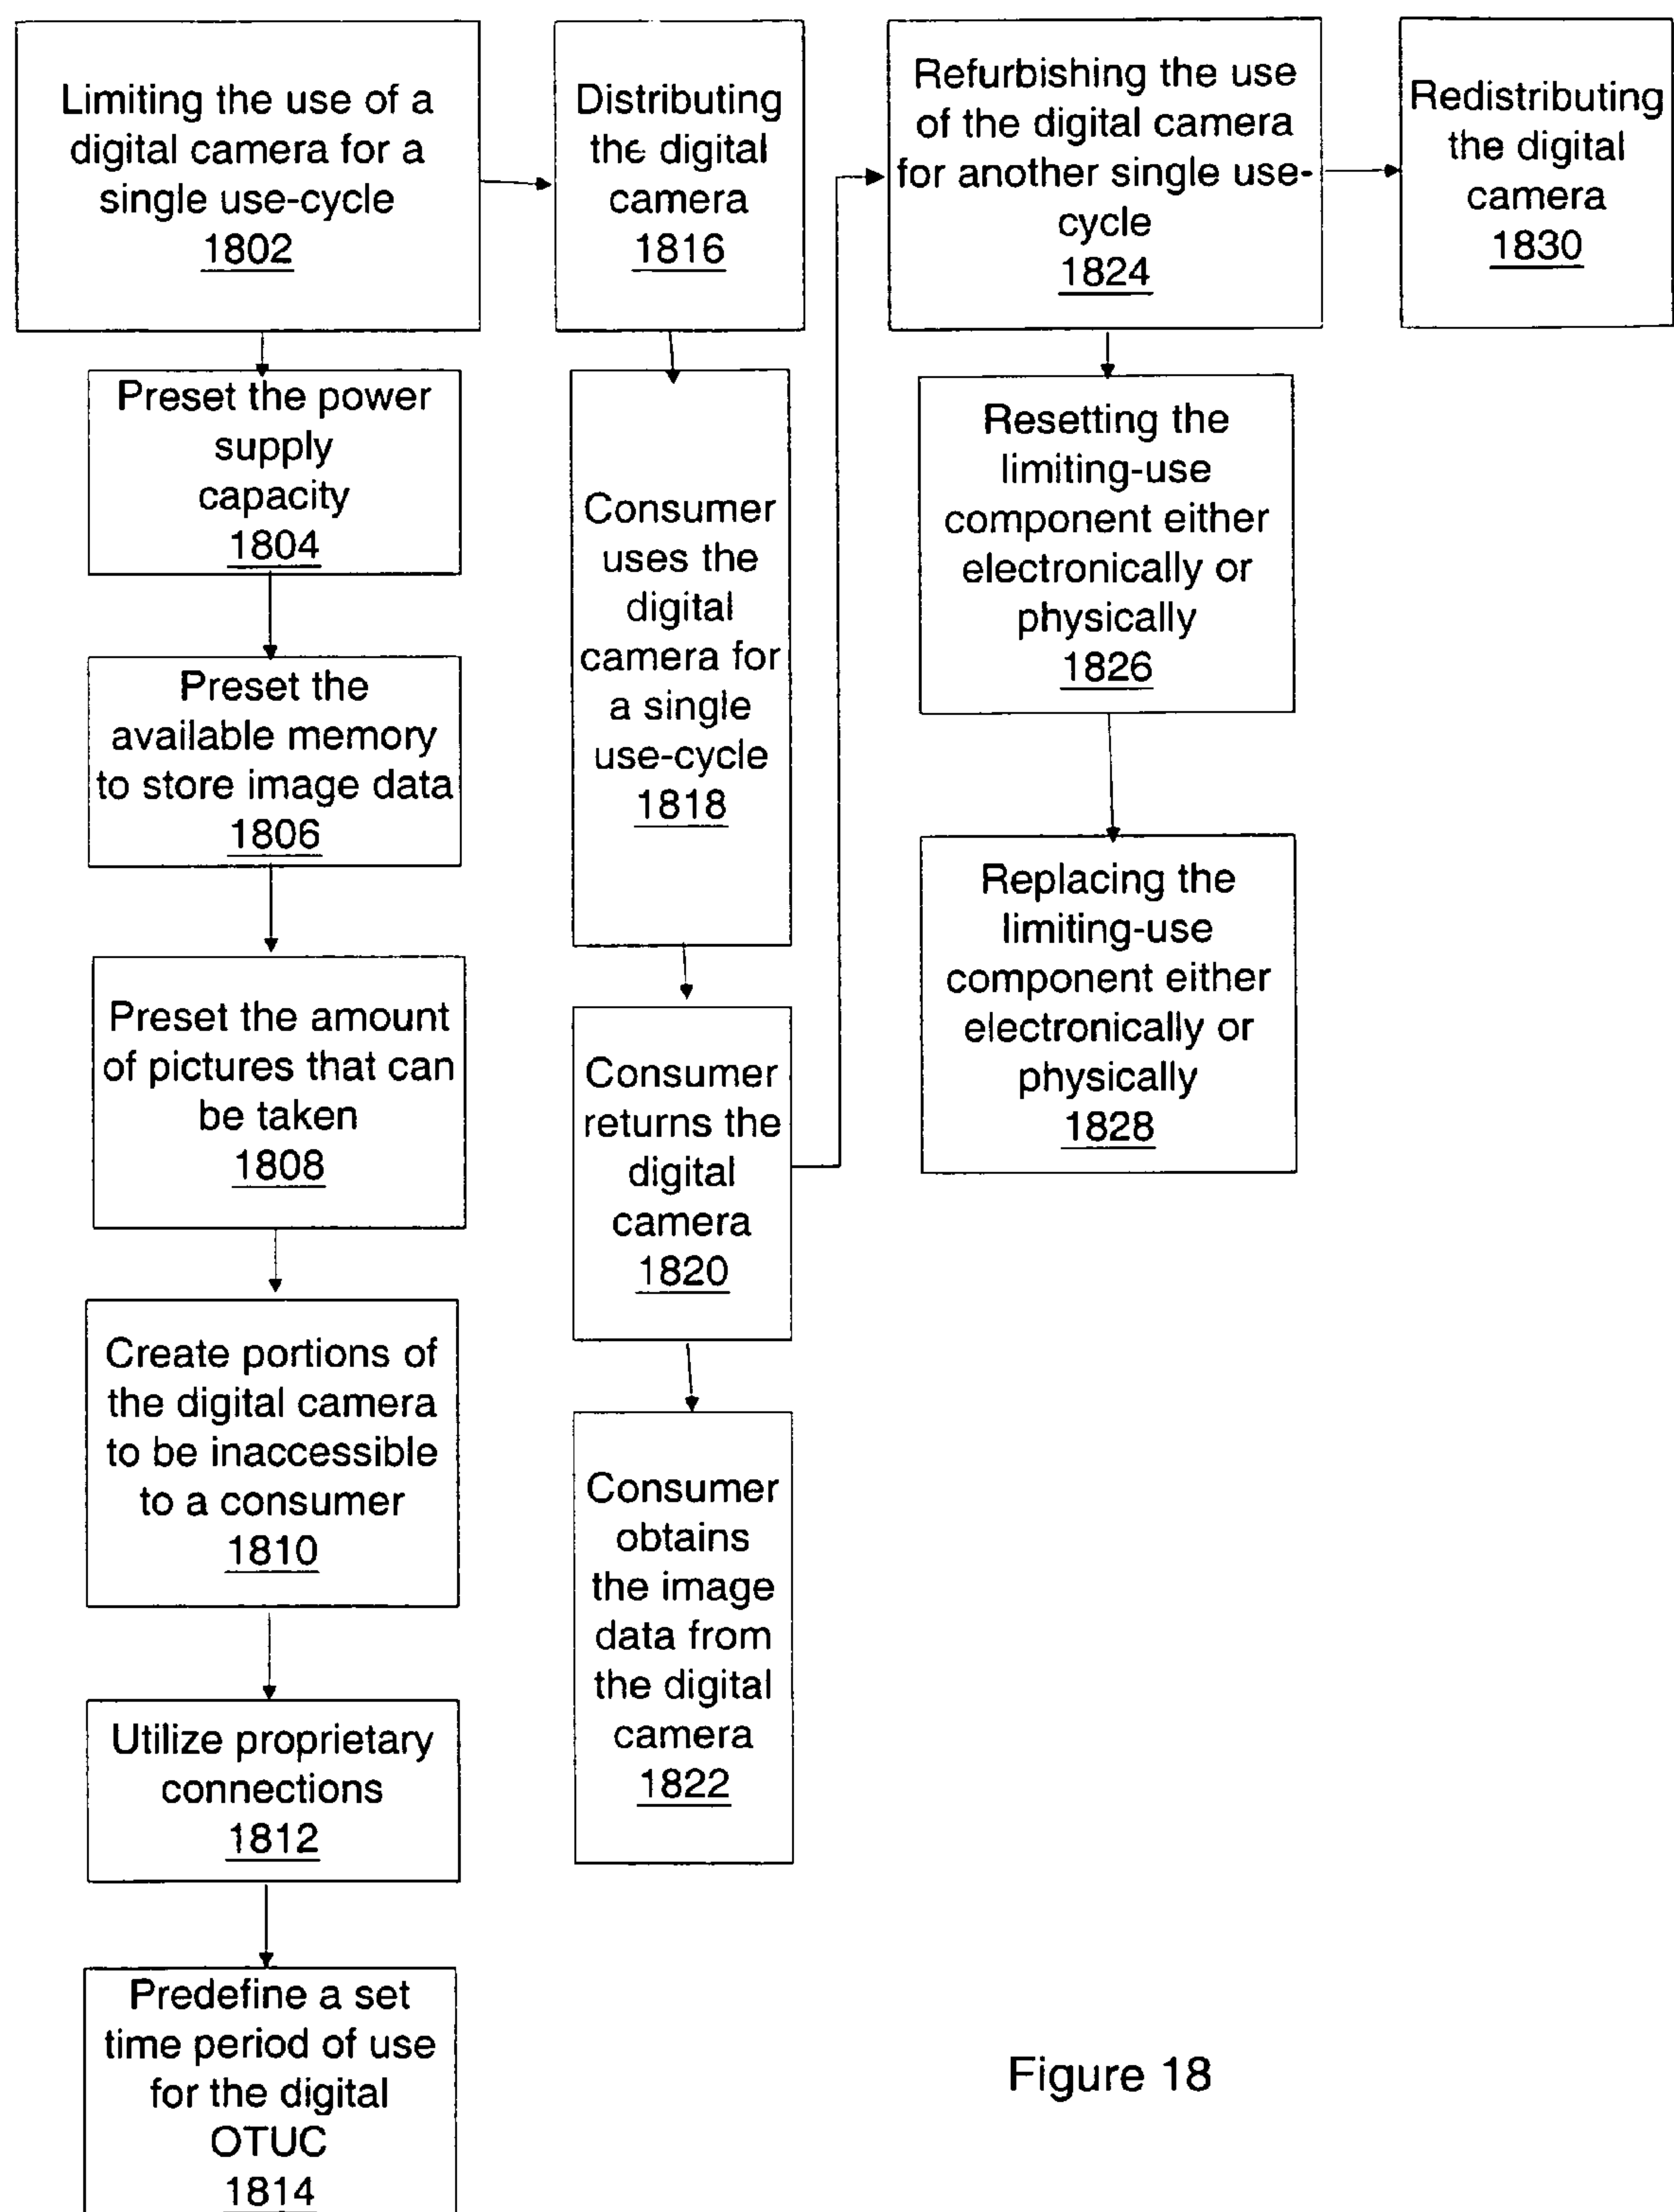 Limiting the use of a
digital camera for a
single use-cycle
1802
Preset the power
supply
capacity
1804
Preset the
available memory
to store image data
1806
Preset the amount
of pictures that can
be taken
1808
Create portions of
the digital camera
to be inaccessible
to a consumer
1810
Utilize proprietary
connections
1812
Predefine a set
time period of use
for the digital
OTUC
1814
Distributing
the digital
camera
1816
Consumer
uses the
digital
camera for
a single
use-cycle
1818
Consumer
returns the
digital
camera
1820
Consumer
obtains
the image
data from
the digital
camera
1822
Refurbishing the use
of the digital camera
for another single use-
cycle
1824
Resetting the
limiting-use
component either
electronically or
physically
1826
Replacing the
limiting-use
component either
electronically or
physically
1828
Redistributing
the digital
camera
1830
Figure 18